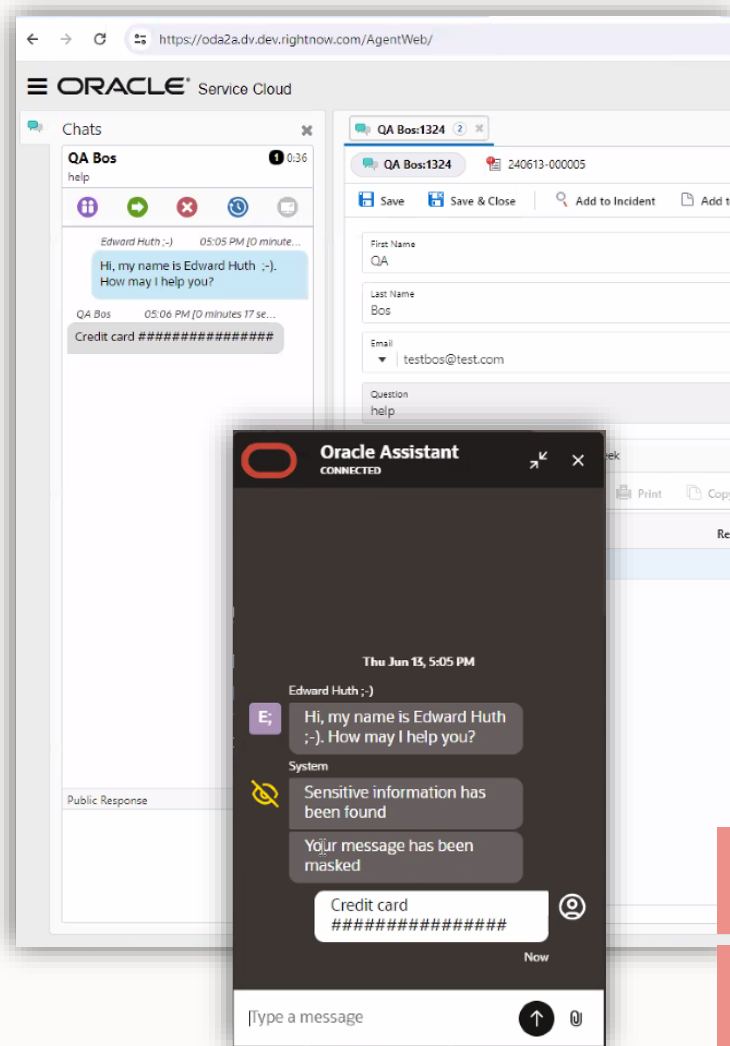 https://oda2a.dv.dev.rightnow.com/AgentWeb/
ORACLE Service Cloud
Chats
QA Bos 1 0:36
help
Edward Huth ;-) 05:05 PM [0 minute...
Hi, my name is Edward Huth ;-).
How may I help you?
QA Bos 05:06 PM [0 minutes 17 se...
Credit card ################
Public Response
QA Bos:1324 2
QA Bos:1324 240613-000005
Save Save & Close Add to Incident Add t
First Name
QA
Last Name
Bos
Email
testbos@test.com
Question
help
Print Copy
Re
Oracle Assistant
CONNECTED
Thu Jun 13, 5:05 PM
Edward Huth ;-)
E;
Hi, my name is Edward Huth
;-). How may I help you?
System
Sensitive information has
been found
Your message has been
masked
Credit card
################
Now
Type a message